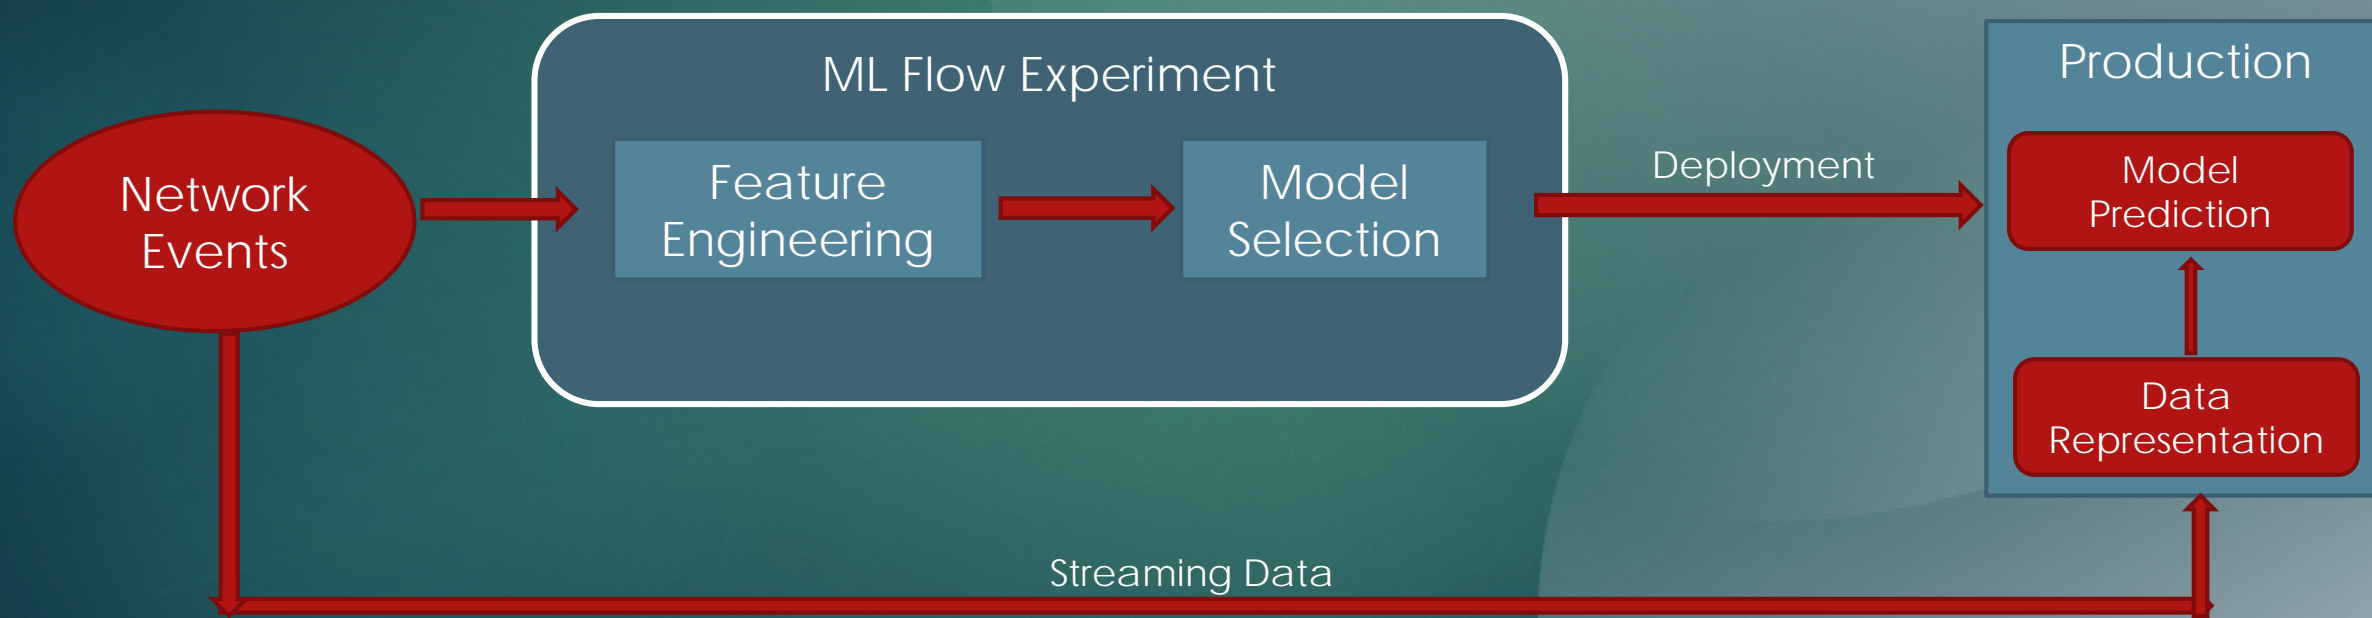 ML Flow Experiment
Network
Events
Feature
Engineering
Model
Selection
Deployment
Production
Model
Prediction
Data
Representation
Streaming Data